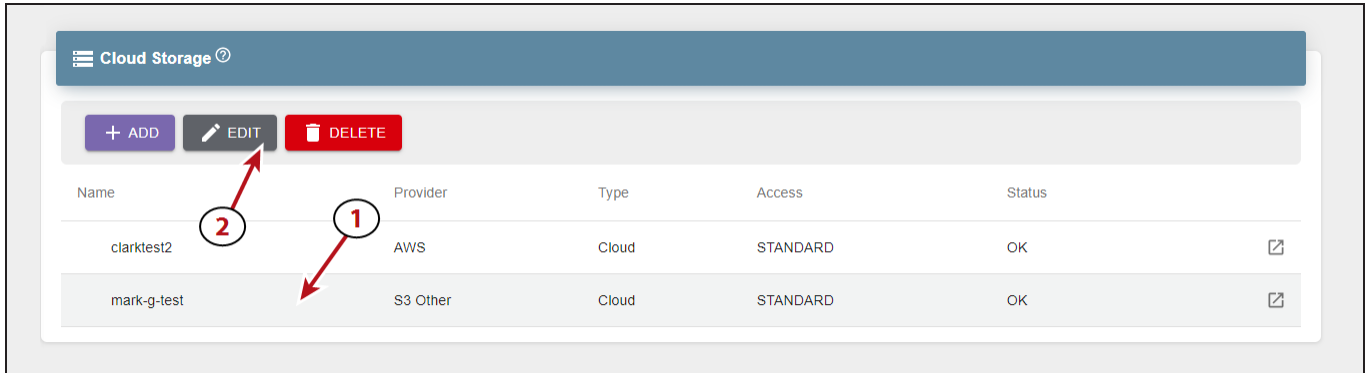 Cloud Storage ?
ADD EDIT DELETE
Name Provider Type Access Status
2 1
clarktest2 AWS Cloud STANDARD OK
mark-g-test S3 Other Cloud STANDARD OK